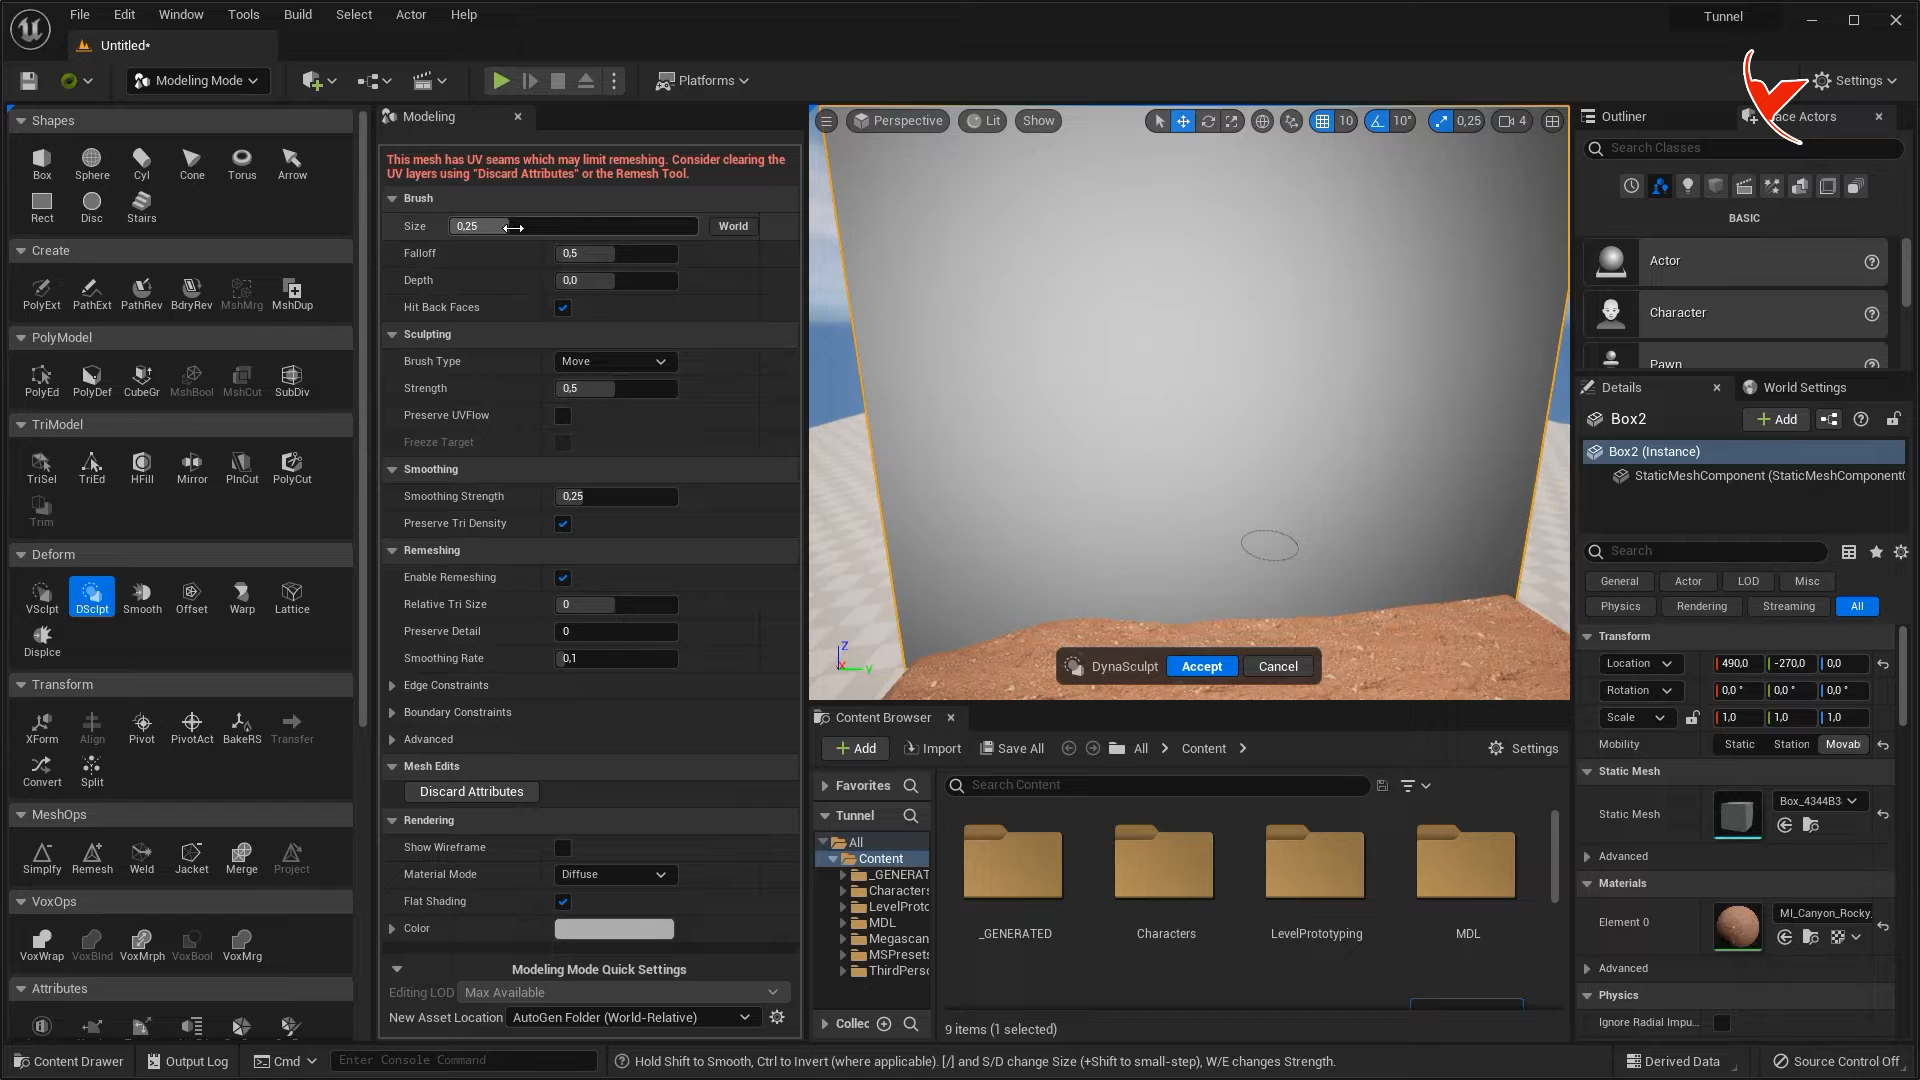 File Edit Window Tools Build Select Actor Help
Tunnel
Untitled*
Modeling Mode
Platforms
Settings
Shapes
Box Sphere Cyl Cone Torus Arrow
Rect Disc Stairs
Create
PolyExt PathExt PathRev BdryRev MshMrg MshDup
PolyModel
PolyEd PolyDef CubeGr MshBool MshCut SubDiv
TriModel
TriSel TriEd HFill Mirror PlnCut PolyCut
Trim
Deform
VSclpt DSclpt Smooth Offset Warp Lattice
Displce
Transform
XForm Align Pivot PivotAct BakeRS Transfer
Convert Split
MeshOps
Simplfy Remesh Weld Jacket Merge Project
VoxOps
VoxWrap VoxBlnd VoxMrph VoxBool VoxMrg
Attributes
Modeling
This mesh has UV seams which may limit remeshing. Consider clearing the
UV layers using "Discard Attributes" or the Remesh Tool.
Brush
Size 0,25 World
Falloff 0,5
Depth 0,0
Hit Back Faces
Sculpting
Brush Type Move
Strength 0,5
Preserve UVFlow
Freeze Target
Smoothing
Smoothing Strength 0,25
Preserve Tri Density
Remeshing
Enable Remeshing
Relative Tri Size 0
Preserve Detail 0
Smoothing Rate 0,1
Edge Constraints
Boundary Constraints
Advanced
Mesh Edits
Discard Attributes
Rendering
Show Wireframe
Material Mode Diffuse
Flat Shading
Color
Modeling Mode Quick Settings
Editing LOD Max Available
New Asset Location AutoGen Folder (World-Relative)
Perspective Lit Show 10 10° 0,25 4
Z
X Y
DynaSculpt Accept Cancel
Content Browser
Add Import Save All All Content Settings
Favorites
Search Content
Tunnel
All
Content
_GENERAT
Characters
LevelProto
MDL
Megascan
MSPresets
ThirdPerso
Collec
_GENERATED Characters LevelPrototyping MDL
9 items (1 selected)
Outliner ace Actors
Search Classes
BASIC
Actor
Character
Pawn
Details World Settings
Box2 Add
Box2 (Instance)
StaticMeshComponent (StaticMeshComponent
Search
General Actor LOD Misc
Physics Rendering Streaming All
Transform
Location 490,0 -270,0 0,0
Rotation 0,0 ° 0,0 ° 0,0 °
Scale 1,0 1,0 1,0
Mobility Static Station Movab
Static Mesh
Static Mesh Box_4344B3
Advanced
Materials
Element 0 MI_Canyon_Rocky_
Advanced
Physics
Ignore Radial Impu...
Content Drawer Output Log Cmd Enter Console Command Hold Shift to Smooth, Ctrl to Invert (where applicable). [/] and S/D change Size (+Shift to small-step), W/E changes Strength. Derived Data Source Control Off